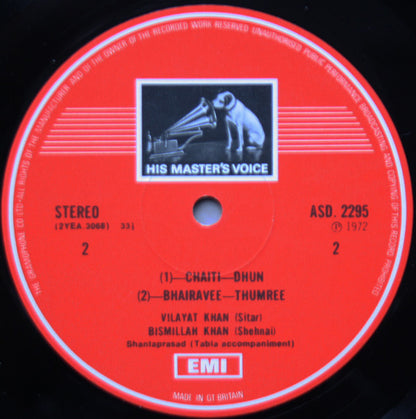 THE GRAMOPHONE CO LTD · ALL RIGHTS OF THE MANUFACTURER AND OF THE OWNER OF THE RECORDED WORK RESERVED UNAUTHORISED PUBLIC PERFORMANCE BROADCASTING AND COPYING OF THIS RECORD PROHIBITED
HIS MASTER'S VOICE
STEREO
(2YEA.3068) 33⅓
2
ASD. 2295
Ⓟ 1972
2
(1)—CHAITI—DHUN
(2)—BHAIRAVEE—THUMREE
VILAYAT KHAN (Sitar)
BISMILLAH KHAN (Shehnai)
Shantaprasad (Tabla accompaniment)
EMI
MADE IN GT BRITAIN